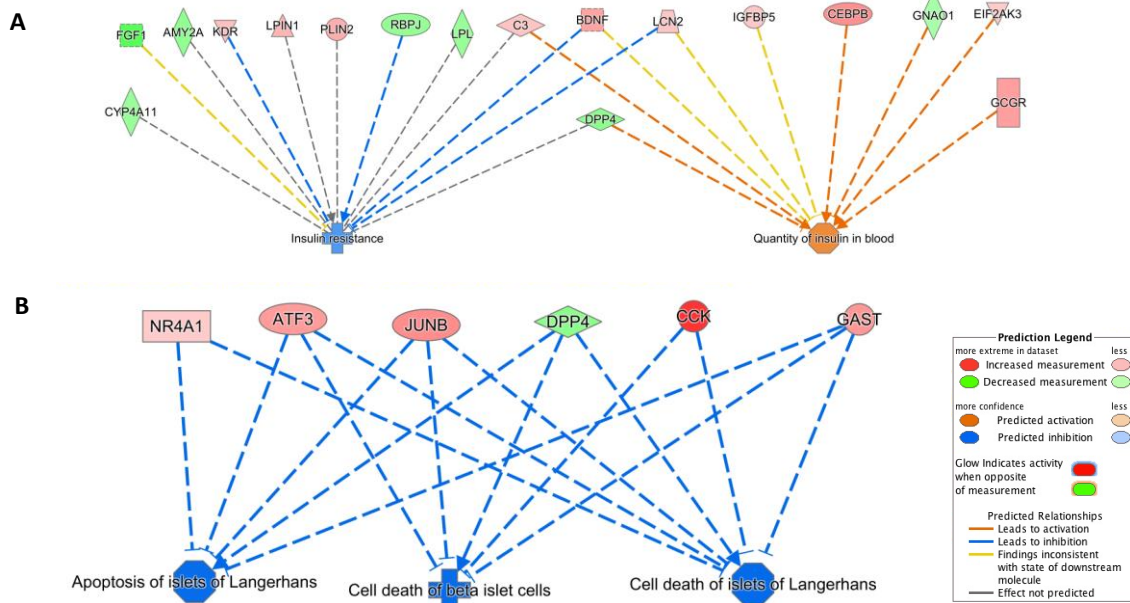 A
FGF1
AMY2A
KDR
LPIN1
PLIN2
RBPJ
LPL
C3
BDNF
LCN2
IGFBP5
CEBPB
GNAO1
EIF2AK3
CYP4A11
DPP4
GCGR
Insulin resistance
Quantity of insulin in blood
B
NR4A1
ATF3
JUNB
DPP4
CCK
GAST
Apoptosis of islets of Langerhans
Cell death of beta islet cells
Cell death of islets of Langerhans
Prediction Legend
more extreme in dataset less
Increased measurement
Decreased measurement
more confidence less
Predicted activation
Predicted inhibition
Glow Indicates activity
when opposite
of measurement
Predicted Relationships
Leads to activation
Leads to inhibition
Findings inconsistent
with state of downstream
molecule
Effect not predicted